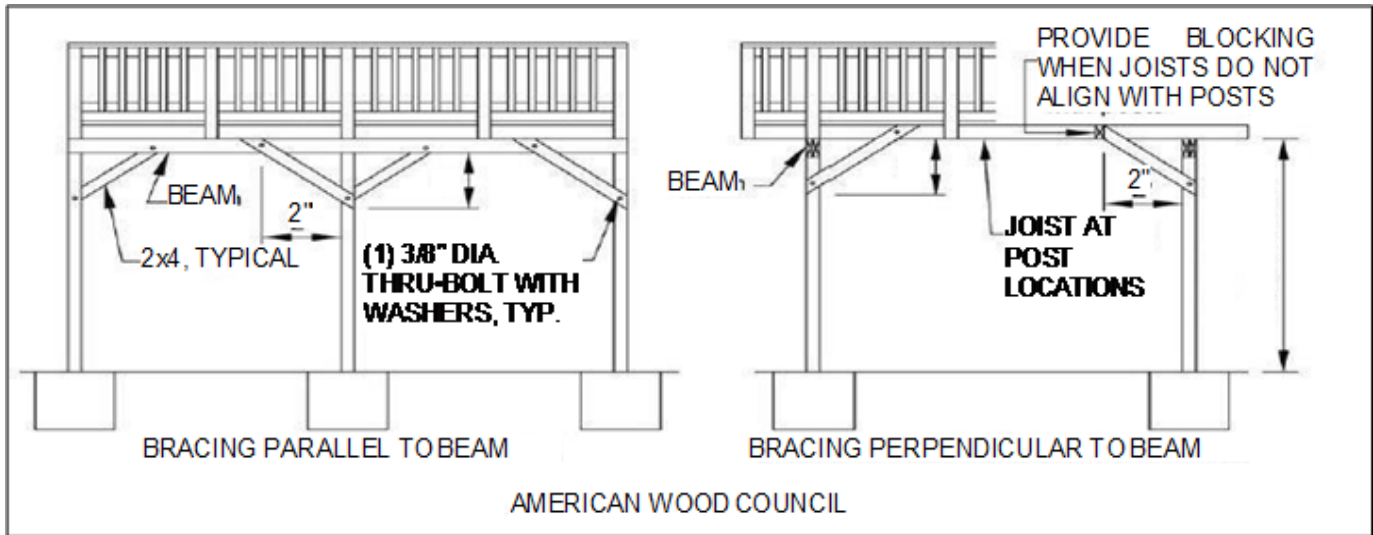 PROVIDE BLOCKING
WHEN JOISTS DO NOT
ALIGN WITH POSTS
BEAM
2"
2x4, TYPICAL
(1) 3/8" DIA.
THRU-BOLT WITH
WASHERS, TYP.
BRACING PARALLEL TO BEAM
BEAM
2"
JOIST AT
POST
LOCATIONS
BRACING PERPENDICULAR TO BEAM
AMERICAN WOOD COUNCIL